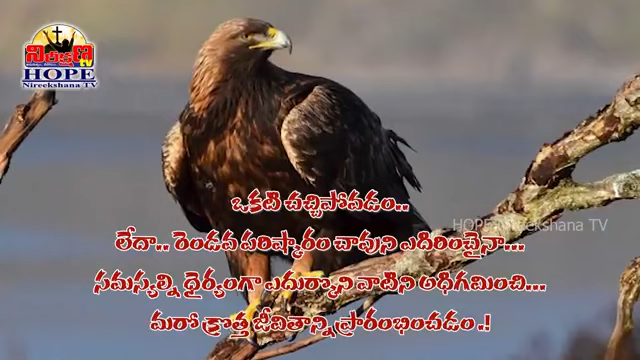 నిరీక్షణ
HOPE
Nireekshana TV
ఒకటి చచ్చిపోవడం..
HOPE Nireekshana TV
లేదా.. రెండవ పరిష్కారం చావుని ఎదిరించైనా...
సమస్యల్ని ధైర్యంగా ఎదుర్కొని వాటిని అధిగమించి...
మరో క్రొత్త జీవితాన్ని ప్రారంభించడం.!